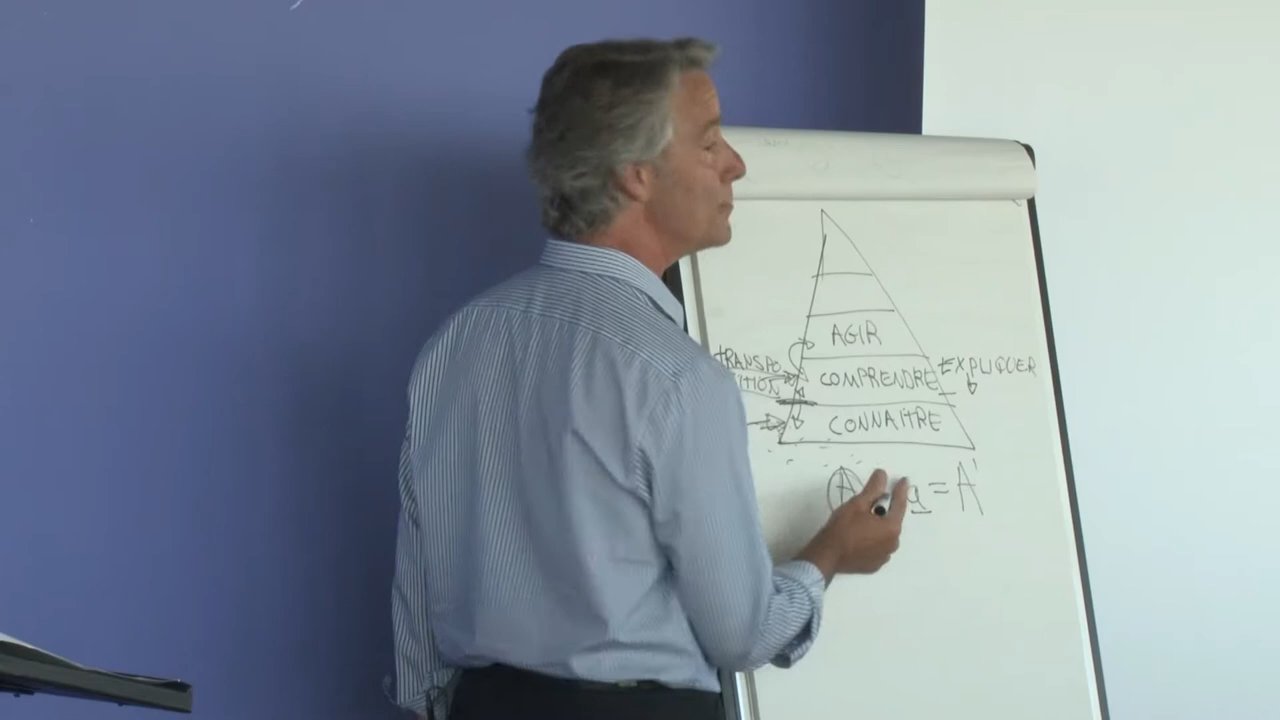 AGIR
TRANSPO
SITION
COMPRENDRE
EXPLIQUER
CONNAITRE
A a = A'